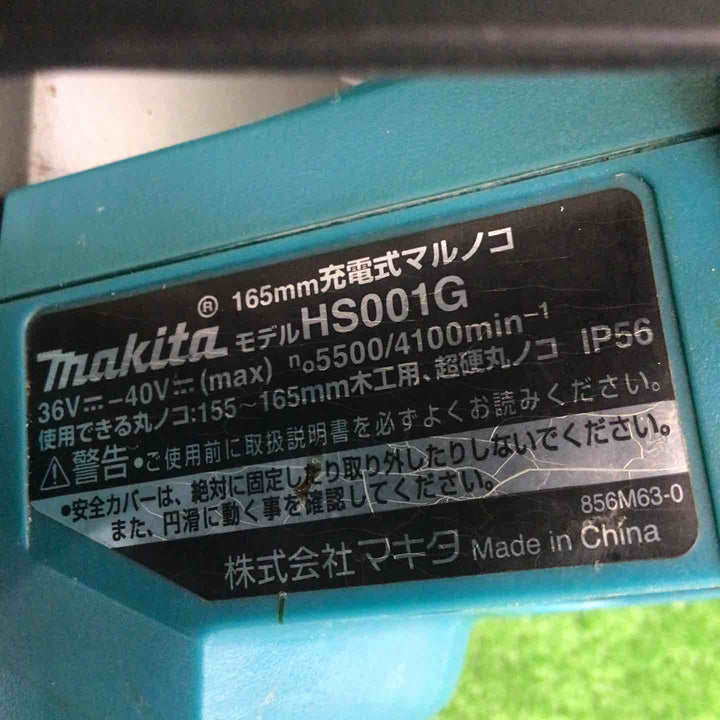 165mm充電式マルノコ
makita® モデルHS001G
36V⎓-40V⎓(max) n₀5500/4100min⁻¹ IP56
使用できる丸ノコ:155~165mm木工用、超硬丸ノコ
⚠警告・ご使用前に取扱説明書を必ずよくお読みください。
•安全カバーは、絶対に固定したり取り外したりしないでください。
また、円滑に動く事を確認してください。
856M63-0
株式会社マキタ Made in China